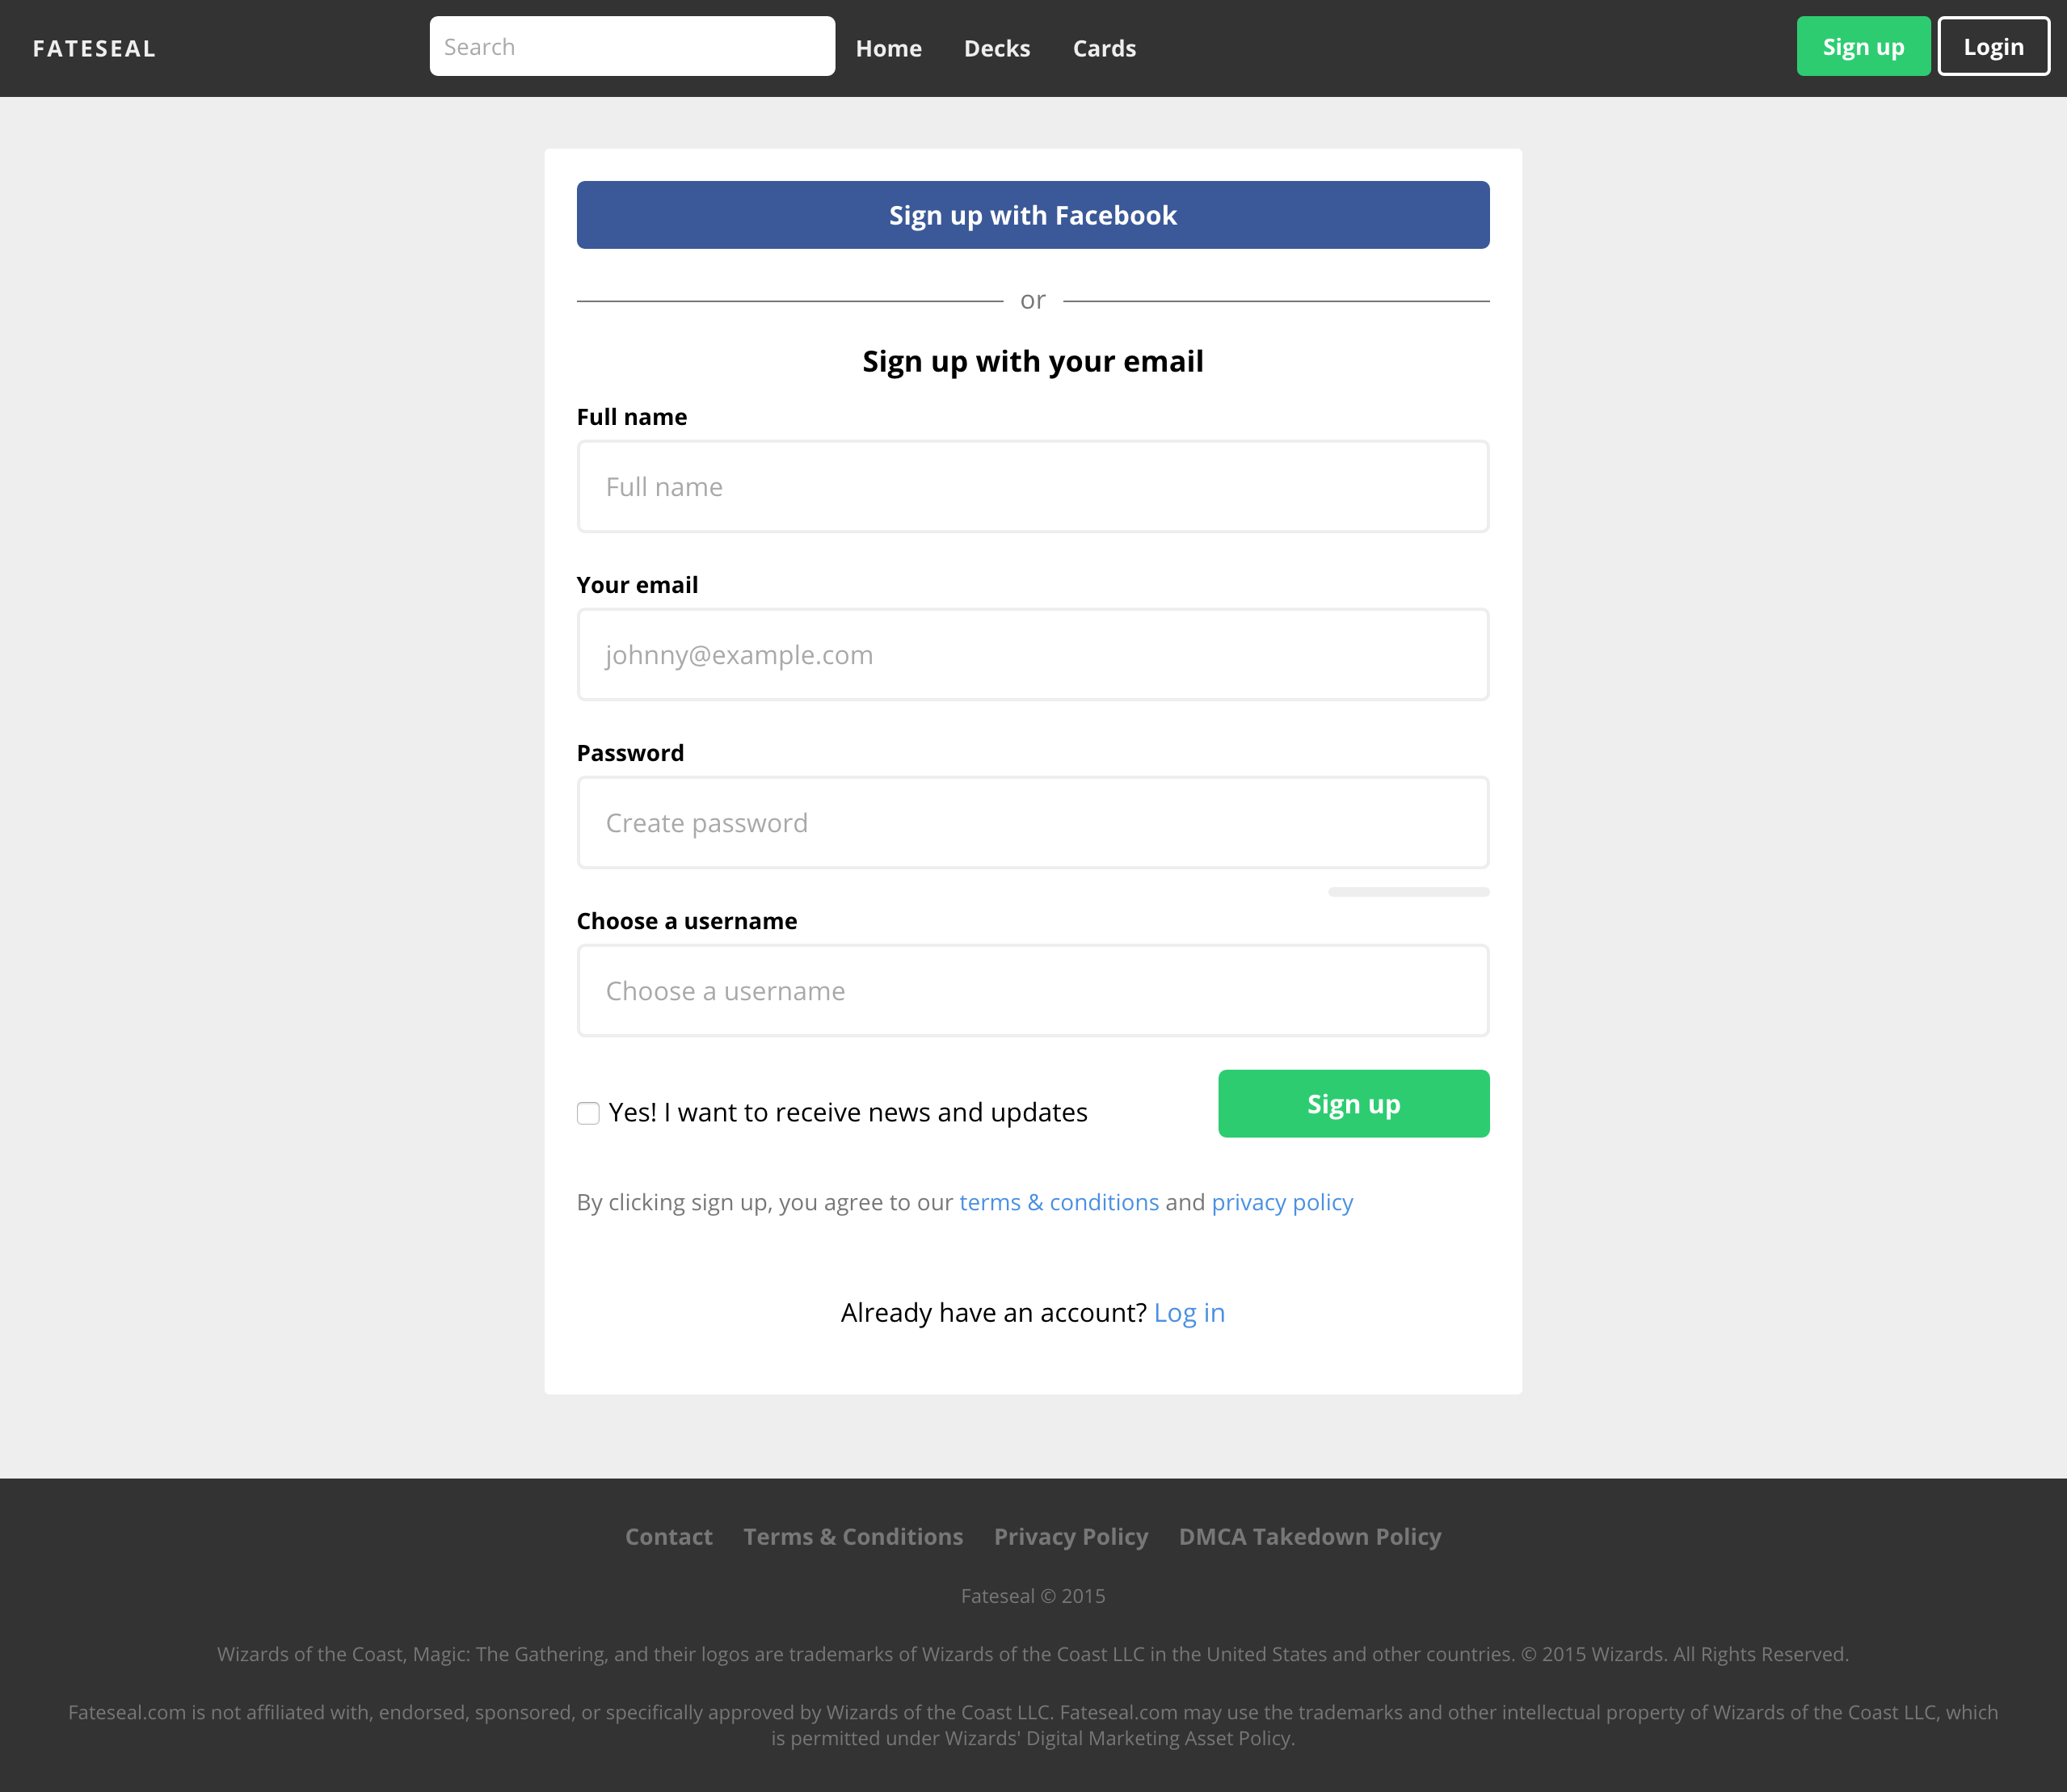 FATESEAL
Search
Home Decks Cards
Sign up Login
Sign up with Facebook
or
Sign up with your email
Full name
Full name
Your email
johnny@example.com
Password
Create password
Choose a username
Choose a username
Yes! I want to receive news and updates
Sign up
By clicking sign up, you agree to our terms & conditions and privacy policy
Already have an account? Log in
Contact Terms & Conditions Privacy Policy DMCA Takedown Policy
Fateseal © 2015
Wizards of the Coast, Magic: The Gathering, and their logos are trademarks of Wizards of the Coast LLC in the United States and other countries. © 2015 Wizards. All Rights Reserved.
Fateseal.com is not affiliated with, endorsed, sponsored, or specifically approved by Wizards of the Coast LLC. Fateseal.com may use the trademarks and other intellectual property of Wizards of the Coast LLC, which
is permitted under Wizards' Digital Marketing Asset Policy.